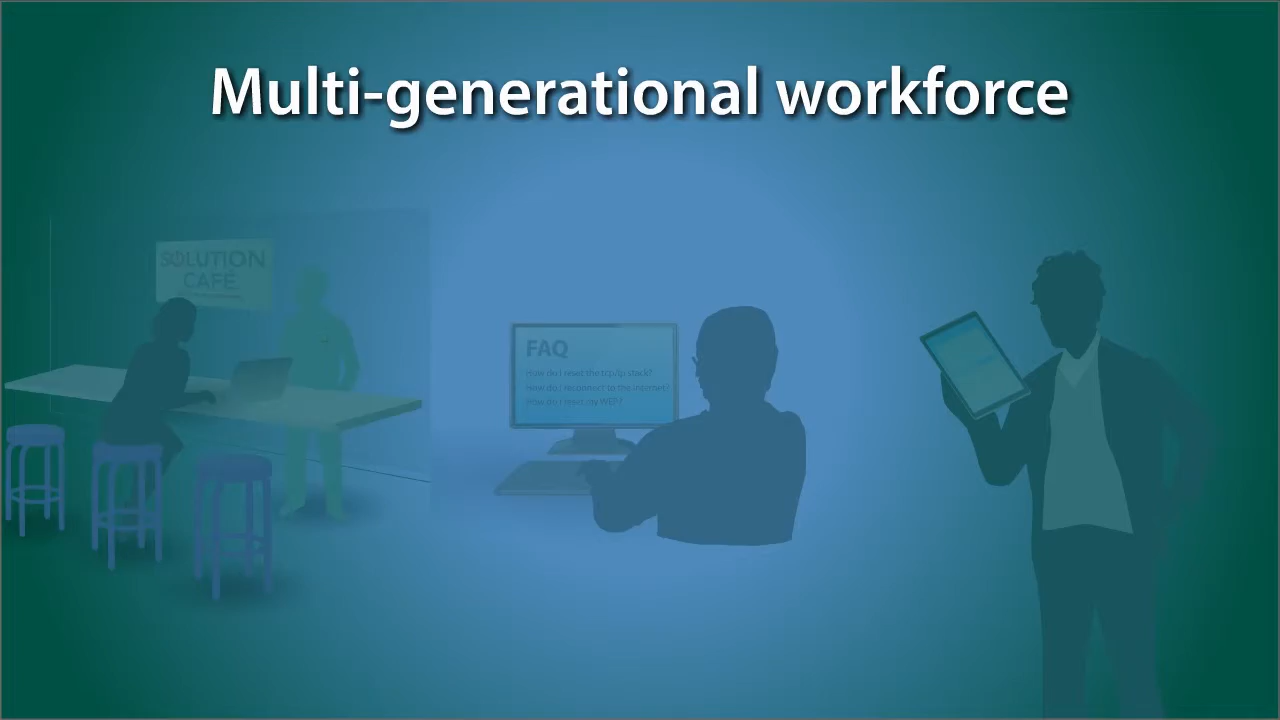 Multi-generational workforce
SOLUTION
CAFÉ
FAQ
How do I reset the tcp/ip stack?
How do I reconnect to the internet?
How do I reset my WEP?